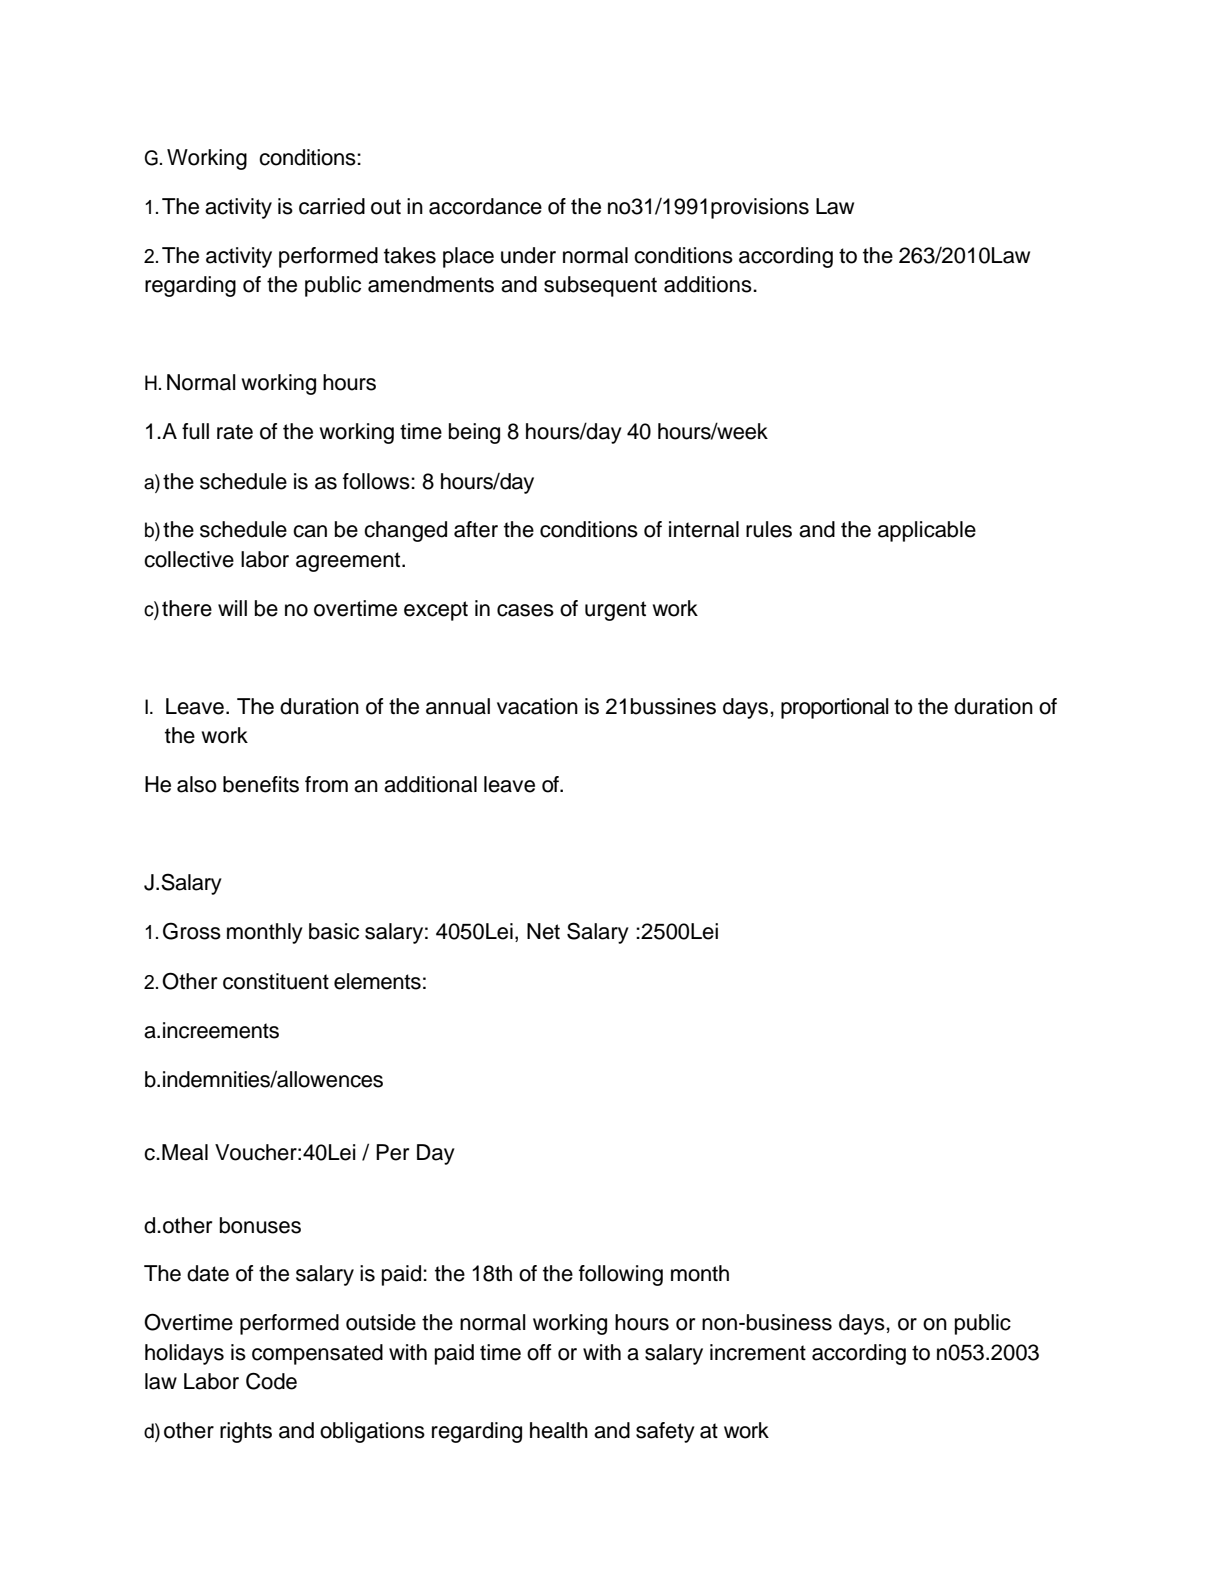 G. Working conditions:
1. The activity is carried out in accordance of the no31/1991provisions Law
2. The activity performed takes place under normal conditions according to the 263/2010Law
regarding of the public amendments and subsequent additions.
H. Normal working hours
1.A full rate of the working time being 8 hours/day 40 hours/week
a) the schedule is as follows: 8 hours/day
b) the schedule can be changed after the conditions of internal rules and the applicable
collective labor agreement.
c) there will be no overtime except in cases of urgent work
I. Leave. The duration of the annual vacation is 21bussines days, proportional to the duration of
the work
He also benefits from an additional leave of.
J.Salary
1. Gross monthly basic salary: 4050Lei, Net Salary :2500Lei
2. Other constituent elements:
a.increements
b.indemnities/allowences
c.Meal Voucher:40Lei / Per Day
d.other bonuses
The date of the salary is paid: the 18th of the following month
Overtime performed outside the normal working hours or non-business days, or on public
holidays is compensated with paid time off or with a salary increment according to n053.2003
law Labor Code
d) other rights and obligations regarding health and safety at work